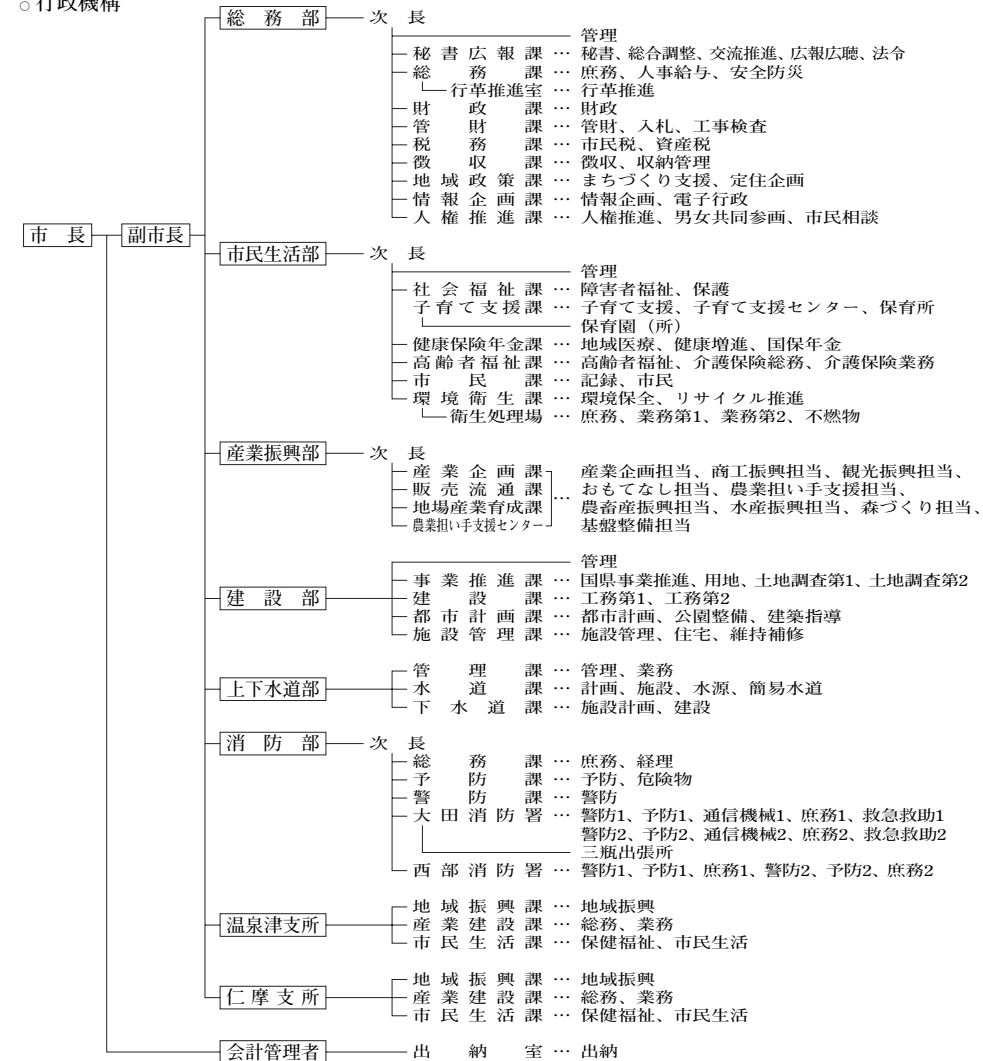 ○行政機構
総務部 次長
管理
秘書広報課 … 秘書、総合調整、交流推進、広報広聴、法令
総務課 … 庶務、人事給与、安全防災
行革推進室 … 行革推進
財政課 … 財政
管財課 … 管財、入札、工事検査
税務課 … 市民税、資産税
徴収課 … 徴収、収納管理
地域政策課 … まちづくり支援、定住企画
情報企画課 … 情報企画、電子行政
人権推進課 … 人権推進、男女共同参画、市民相談
市長 副市長
市民生活部 次長
管理
社会福祉課 … 障害者福祉、保護
子育て支援課 … 子育て支援、子育て支援センター、保育所
保育園（所）
健康保険年金課 … 地域医療、健康増進、国保年金
高齢者福祉課 … 高齢者福祉、介護保険総務、介護保険業務
市民課 … 記録、市民
環境衛生課 … 環境保全、リサイクル推進
衛生処理場 … 庶務、業務第1、業務第2、不燃物
産業振興部 次長
産業企画課 産業企画担当、商工振興担当、観光振興担当、
販売流通課 … おもてなし担当、農業担い手支援担当、
地場産業育成課 農畜産振興担当、水産振興担当、森づくり担当、
農業担い手支援センター 基盤整備担当
管理
事業推進課 … 国県事業推進、用地、土地調査第1、土地調査第2
建設部 建設課 … 工務第1、工務第2
都市計画課 … 都市計画、公園整備、建築指導
施設管理課 … 施設管理、住宅、維持補修
管理課 … 管理、業務
上下水道部 水道課 … 計画、施設、水源、簡易水道
下水道課 … 施設計画、建設
消防部 次長
総務課 … 庶務、経理
予防課 … 予防、危険物
警防課 … 警防
大田消防署 … 警防1、予防1、通信機械1、庶務1、救急救助1
警防2、予防2、通信機械2、庶務2、救急救助2
三瓶出張所
西部消防署 … 警防1、予防1、庶務1、警防2、予防2、庶務2
地域振興課 … 地域振興
温泉津支所 産業建設課 … 総務、業務
市民生活課 … 保健福祉、市民生活
地域振興課 … 地域振興
仁摩支所 産業建設課 … 総務、業務
市民生活課 … 保健福祉、市民生活
会計管理者 出納室 … 出納